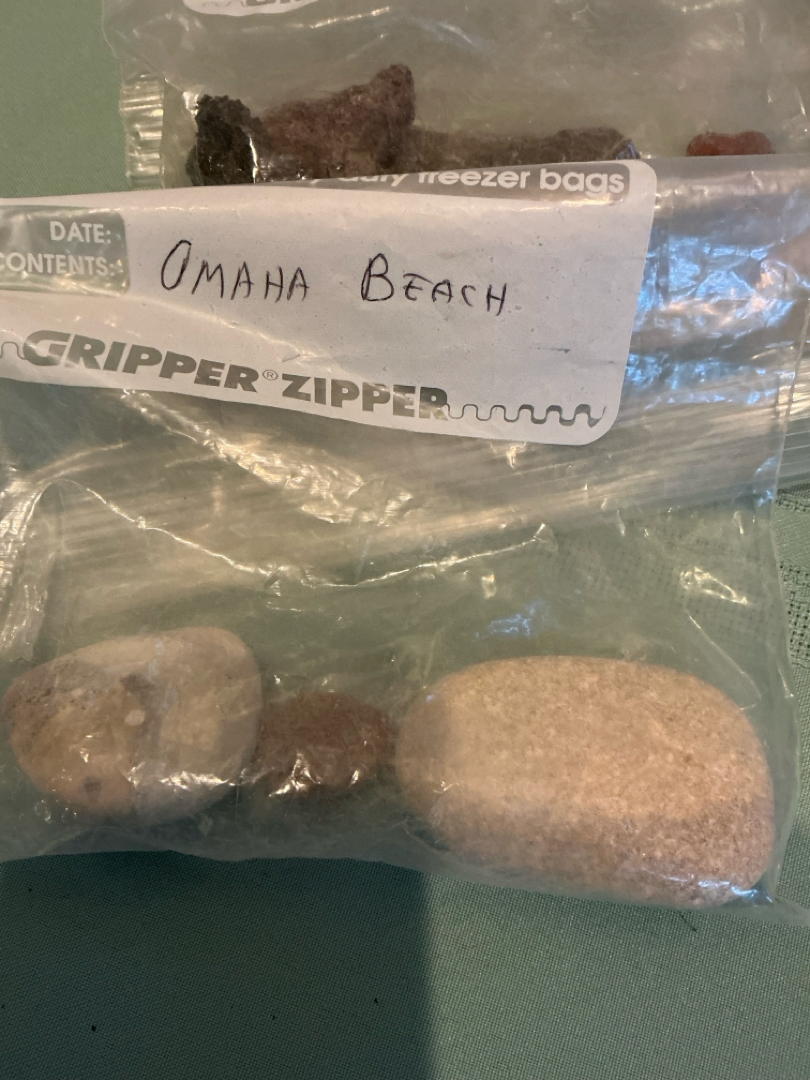 freezer bags
DATE:
CONTENTS:
OMAHA BEACH
GRIPPER® ZIPPER